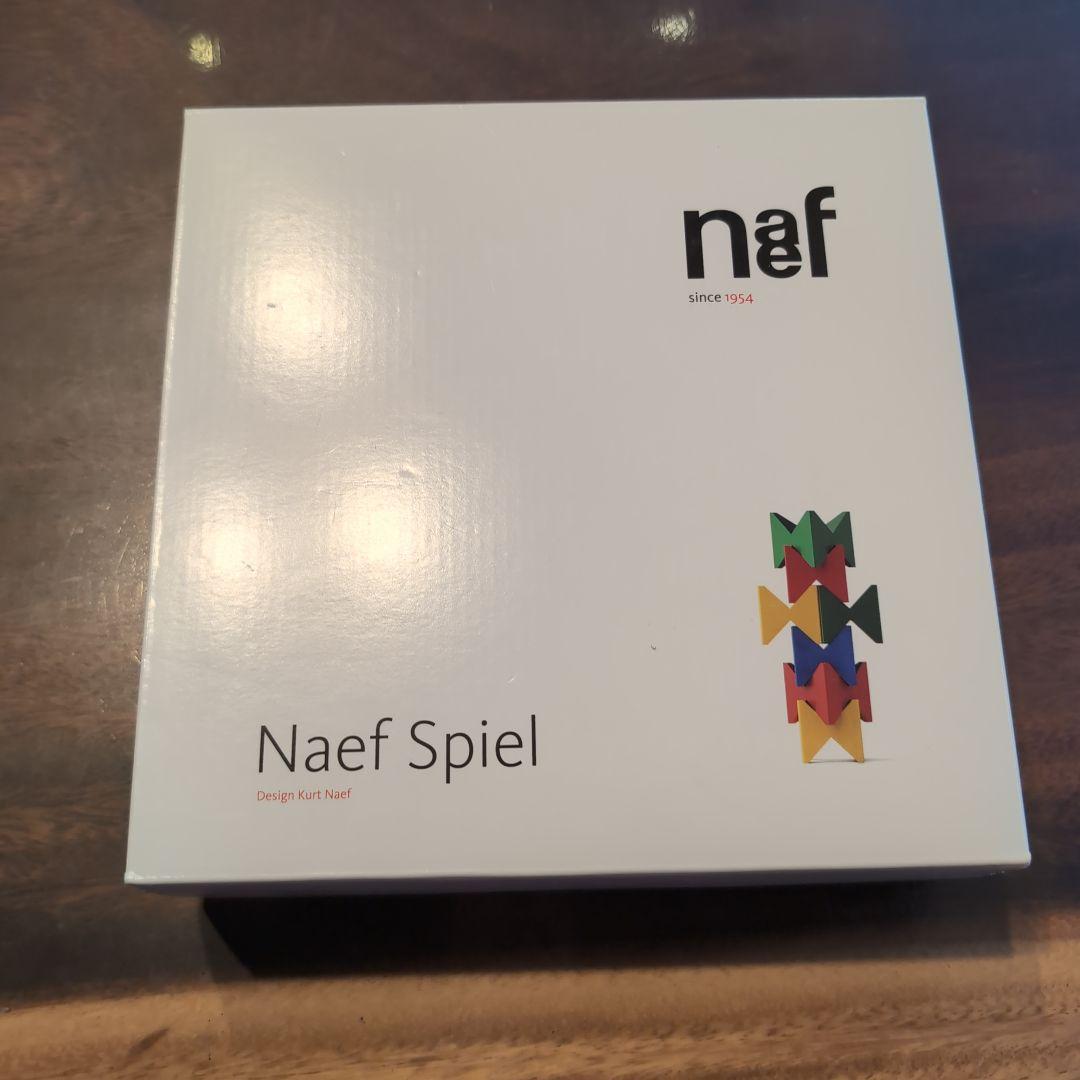 naef
since 1954
Naef Spiel
Design Kurt Naef